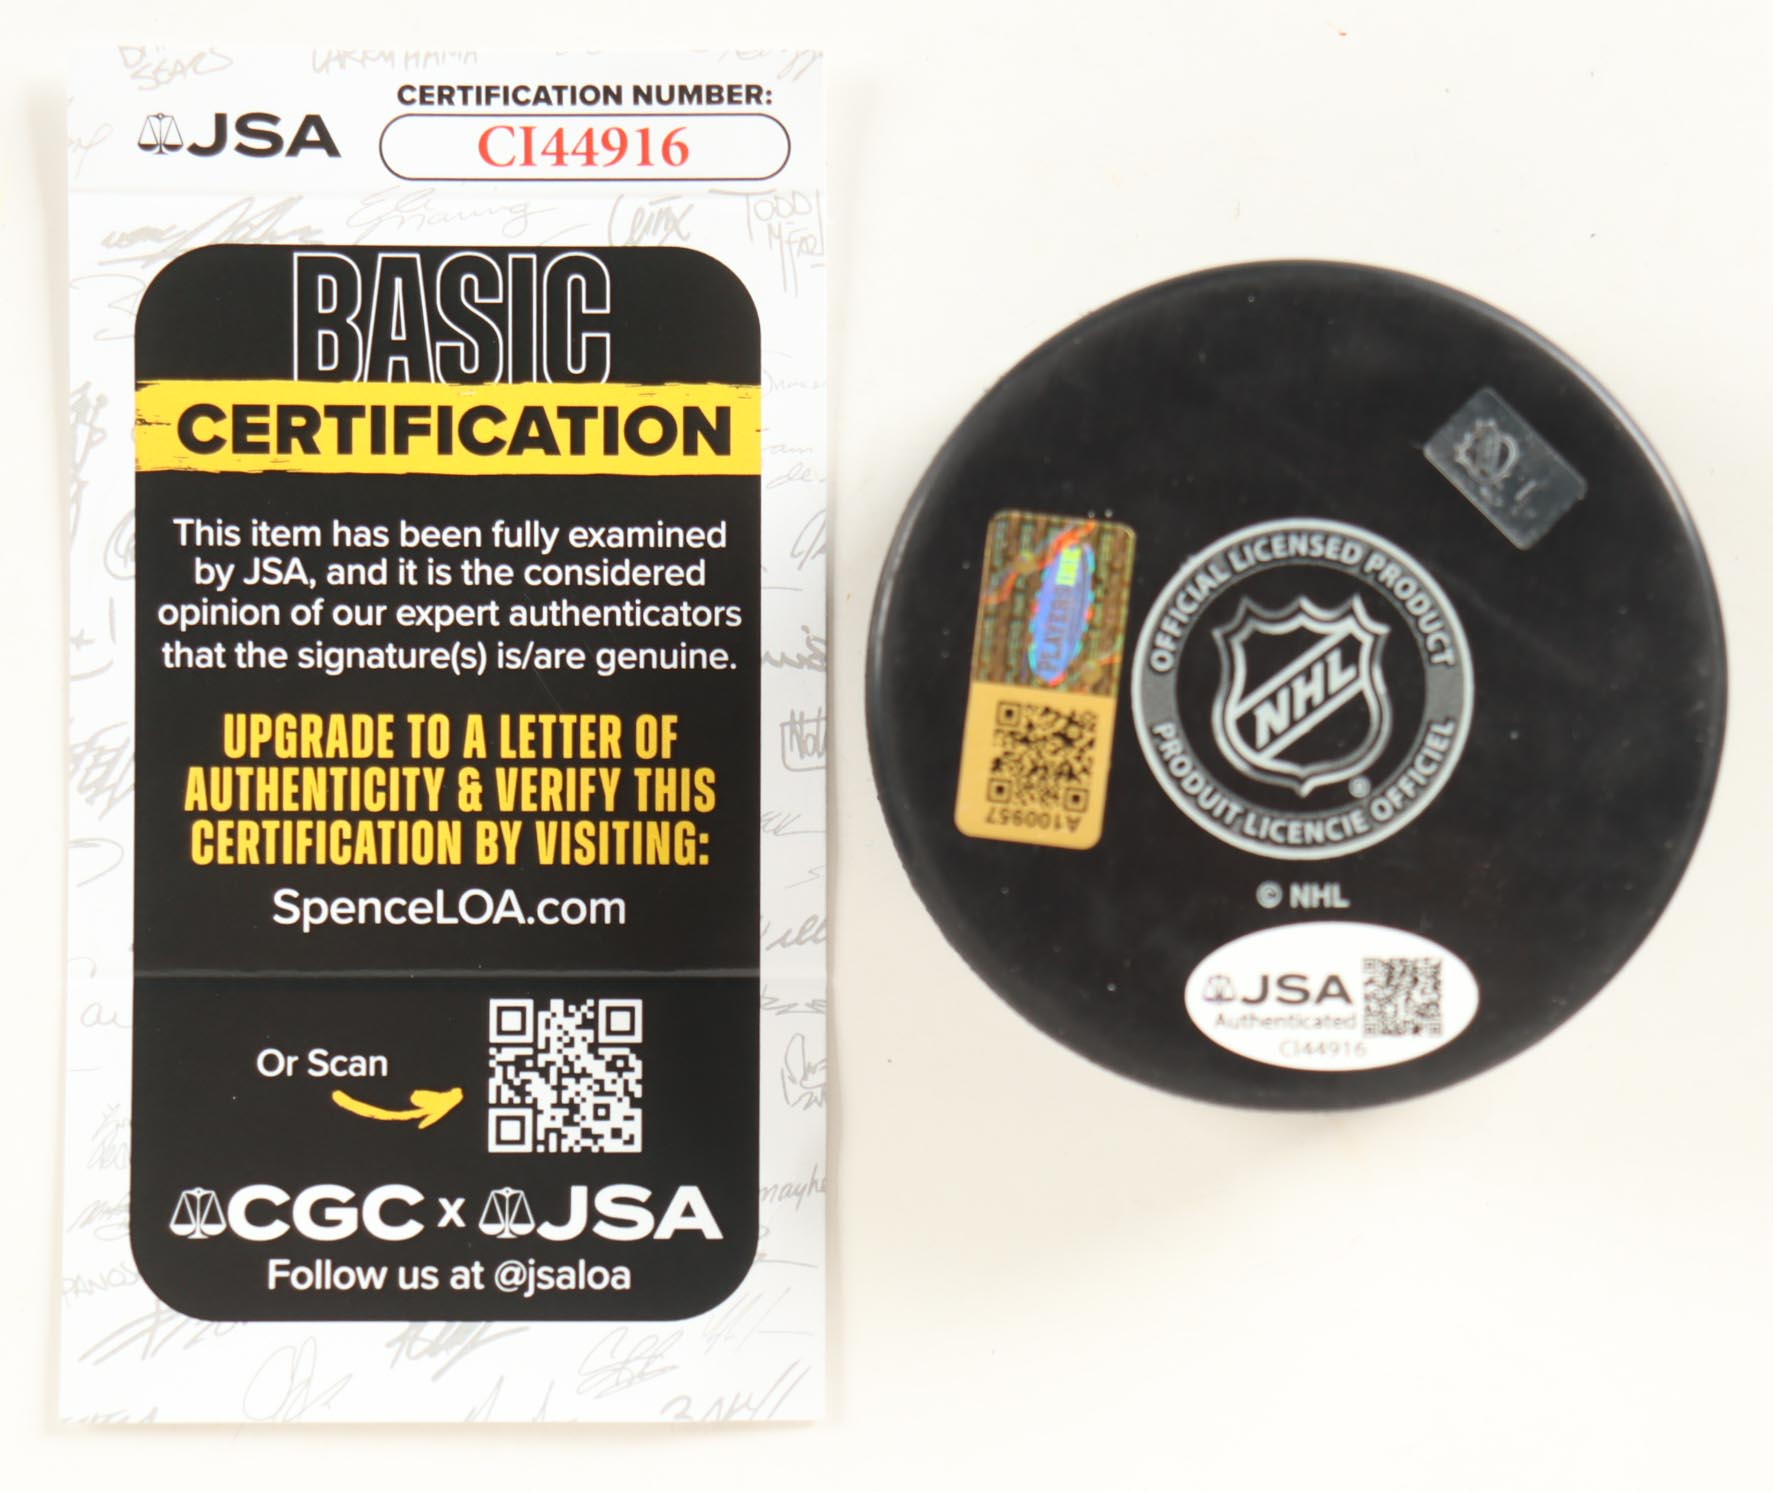 JSA
CERTIFICATION NUMBER:
CI44916
BASIC
CERTIFICATION
This item has been fully examined
by JSA, and it is the considered
opinion of our expert authenticators
that the signature(s) is/are genuine.
UPGRADE TO A LETTER OF
AUTHENTICITY & VERIFY THIS
CERTIFICATION BY VISITING:
SpenceLOA.com
Or Scan
CGC x JSA
Follow us at @jsaloa
PLAYERS INK
A100957
OFFICIAL LICENSED PRODUCT
NHL
®
PRODUIT LICENCIE OFFICIEL
© NHL
JSA
Authenticated
CI44916